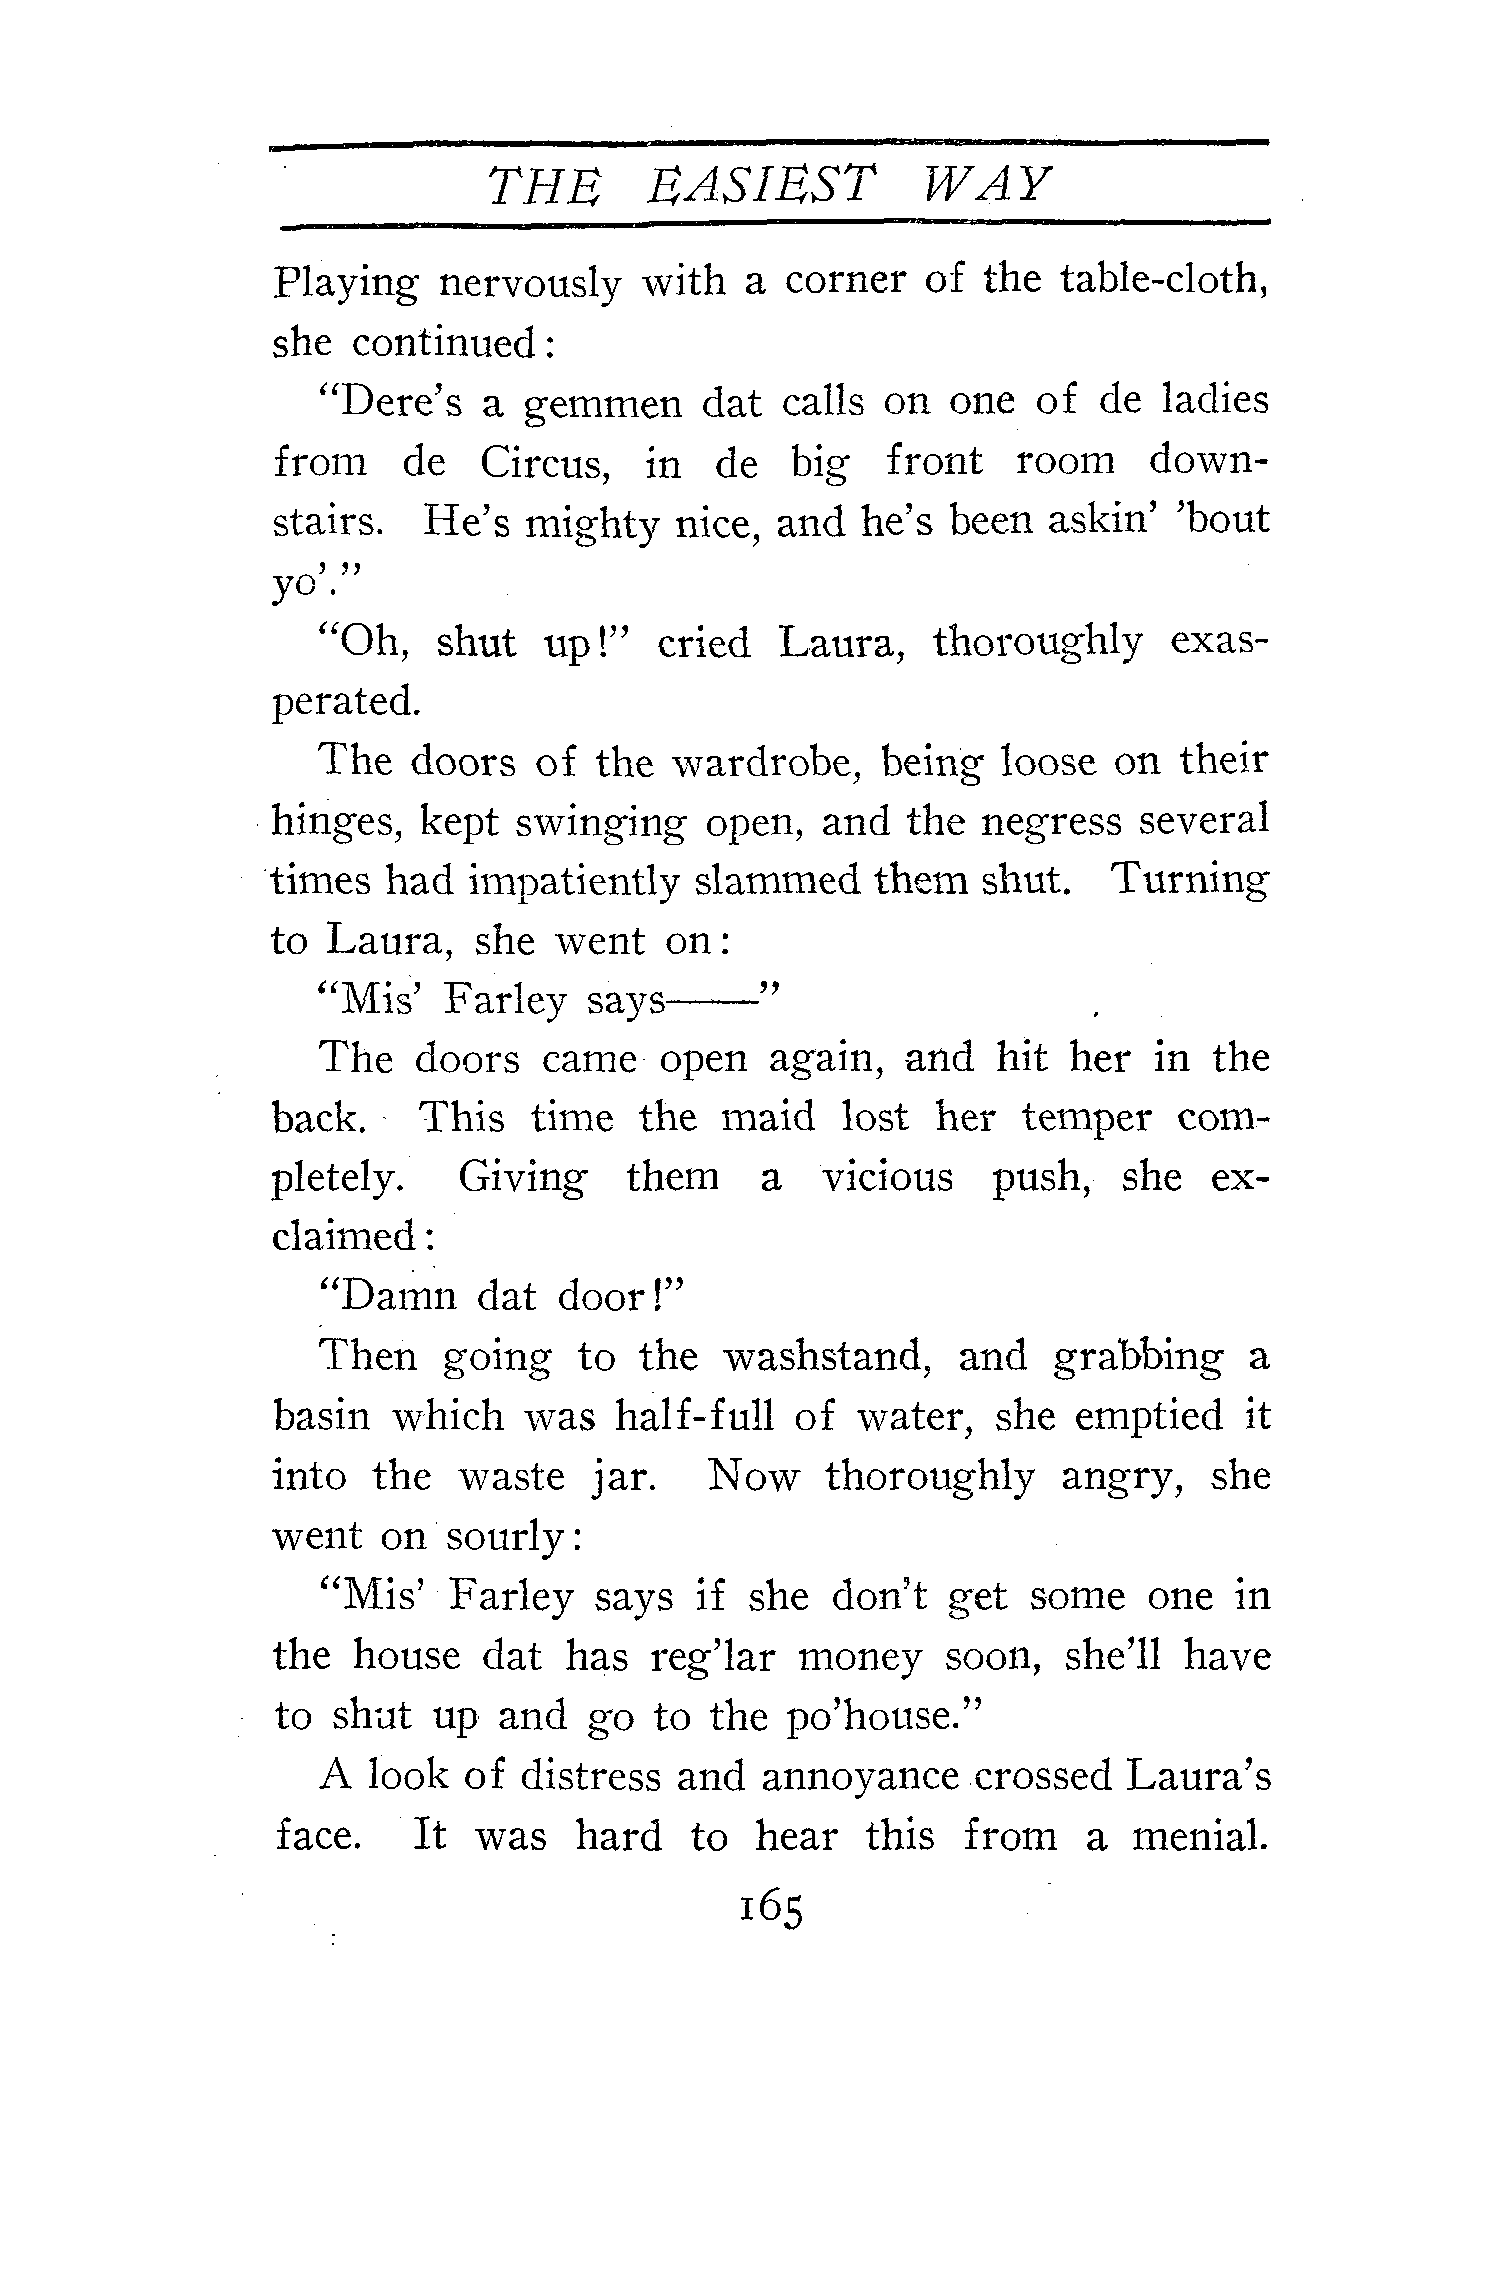 THE EASIEST WAY
Playing nervously with a corner of the table-cloth,
she continued:
"Dere's a gemmen dat calls on one of de ladies
from de Circus, in de big front room down-
stairs. He's mighty nice, and he's been askin' 'bout
yo'."
"Oh, shut up!" cried Laura, thoroughly exas-
perated.
The doors of the wardrobe, being loose on their
hinges, kept swinging open, and the negress several
times had impatiently slammed them shut. Turning
to Laura, she went on:
"Mis' Farley says——"
The doors came open again, and hit her in the
back. This time the maid lost her temper com-
pletely. Giving them a vicious push, she ex-
claimed:
"Damn dat door!"
Then going to the washstand, and grabbing a
basin which was half-full of water, she emptied it
into the waste jar. Now thoroughly angry, she
went on sourly:
"Mis' Farley says if she don't get some one in
the house dat has reg'lar money soon, she'll have
to shut up and go to the po'house."
A look of distress and annoyance crossed Laura's
face. It was hard to hear this from a menial.
165